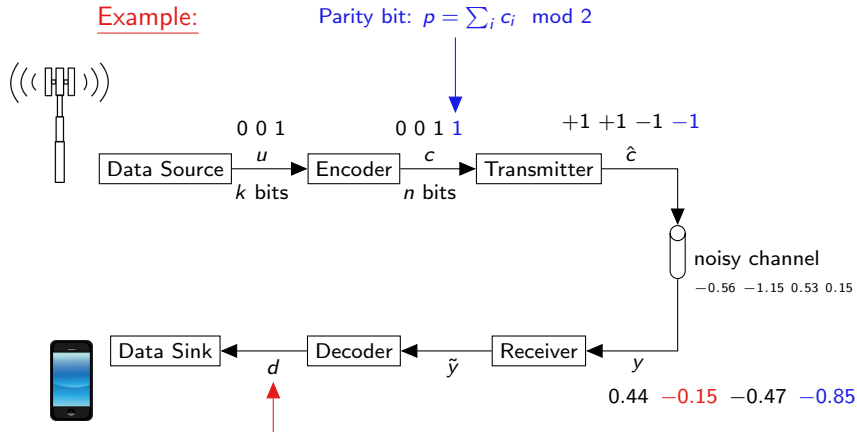 Example:
Parity bit: p = ∑ᵢ cᵢ mod 2
0 0 1
0 0 1 1
+1 +1 −1 −1
Data Source
u
k bits
Encoder
c
n bits
Transmitter
ĉ
noisy channel
−0.56 −1.15 0.53 0.15
Data Sink
d
Decoder
ỹ
Receiver
y
0.44 −0.15 −0.47 −0.85